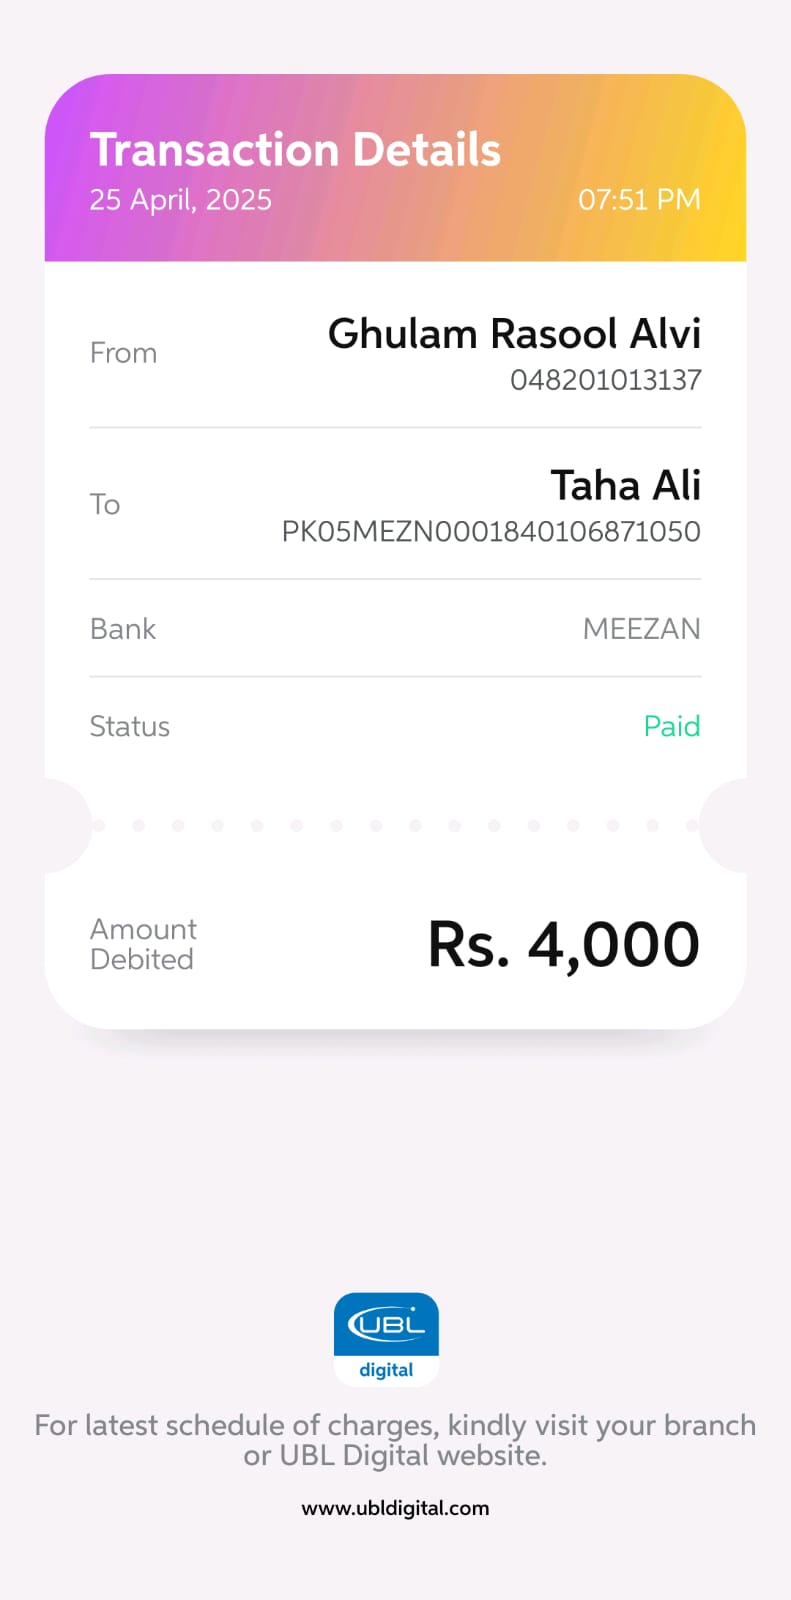 Transaction Details
25 April, 2025 07:51 PM
From
Ghulam Rasool Alvi
048201013137
To
Taha Ali
PK05MEZN0001840106871050
Bank MEEZAN
Status Paid
Amount
Debited
Rs. 4,000
UBL
digital
For latest schedule of charges, kindly visit your branch
or UBL Digital website.
www.ubldigital.com